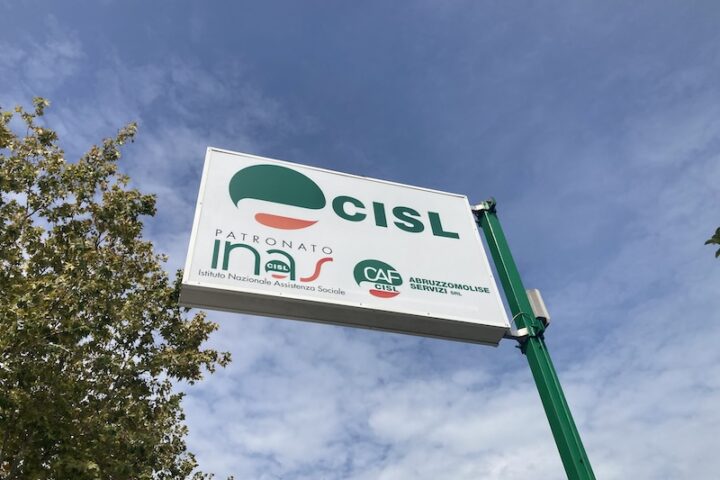 CISL
PATRONATO
INAS
CISL
Istituto Nazionale Assistenza Sociale
CAF
CISL
ABRUZZOMOLISE
SERVIZI SRL